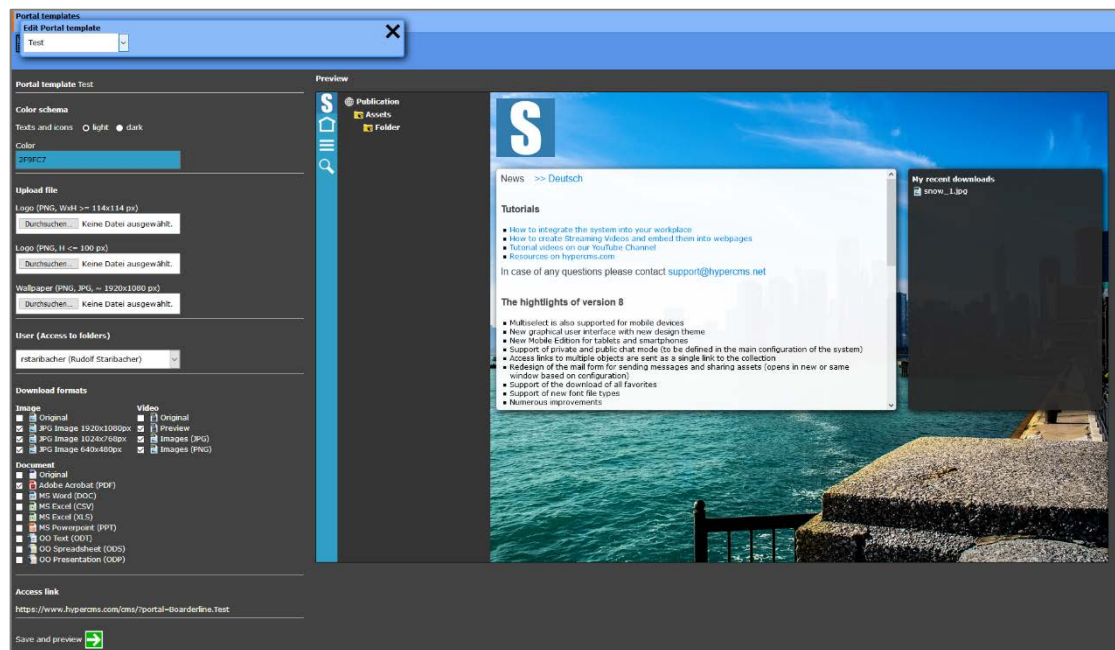 Portal templates
Edit Portal template
Test
Portal template Test
Color schema
Texts and icons light dark
Color
2F9FC7
Upload file
Logo (PNG, WxH >= 114x114 px)
Durchsuchen... Keine Datei ausgewählt.
Logo (PNG, H <= 100 px)
Durchsuchen... Keine Datei ausgewählt.
Wallpaper (PNG, JPG, ~ 1920x1080 px)
Durchsuchen... Keine Datei ausgewählt.
User (Access to folders)
rstaribacher (Rudolf Staribacher)
Download formats
Image
Original
JPG Image 1920x1080px
JPG Image 1024x768px
JPG Image 640x480px
Video
Original
Preview
Images (JPG)
Images (PNG)
Document
Original
Adobe Acrobat (PDF)
MS Word (DOC)
MS Excel (CSV)
MS Excel (XLS)
MS Powerpoint (PPT)
OO Text (ODT)
OO Spreadsheet (ODS)
OO Presentation (ODP)
Access link
https://www.hypercms.com/cms/?portal=Boarderline.Test
Save and preview
Preview
S
Publication
Assets
Folder
S
News >> Deutsch
Tutorials
How to integrate the system into your workplace
How to create Streaming Videos and embed them into webpages
Tutorial videos on our YouTube Channel
Resources on hypercms.com
In case of any questions please contact support@hypercms.net
The hightlights of version 8
Multiselect is also supported for mobile devices
New graphical user interface with new design theme
New Mobile Edition for tablets and smartphones
Support of private and public chat mode (to be defined in the main configuration of the system)
Access links to multiple objects are sent as a single link to the collection
Redesign of the mail form for sending messages and sharing assets (opens in new or same
window based on configuration)
Support of the download of all favorites
Support of new font file types
Numerous improvements
My recent downloads
snow_1.jpg